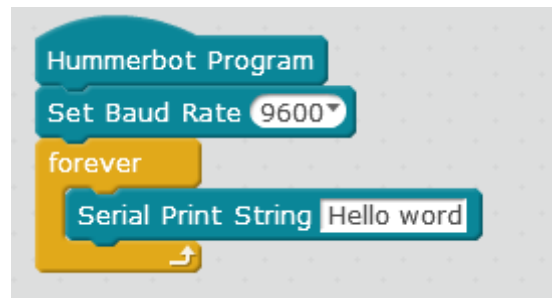 Hummerbot Program
Set Baud Rate 9600
forever
Serial Print String Hello word